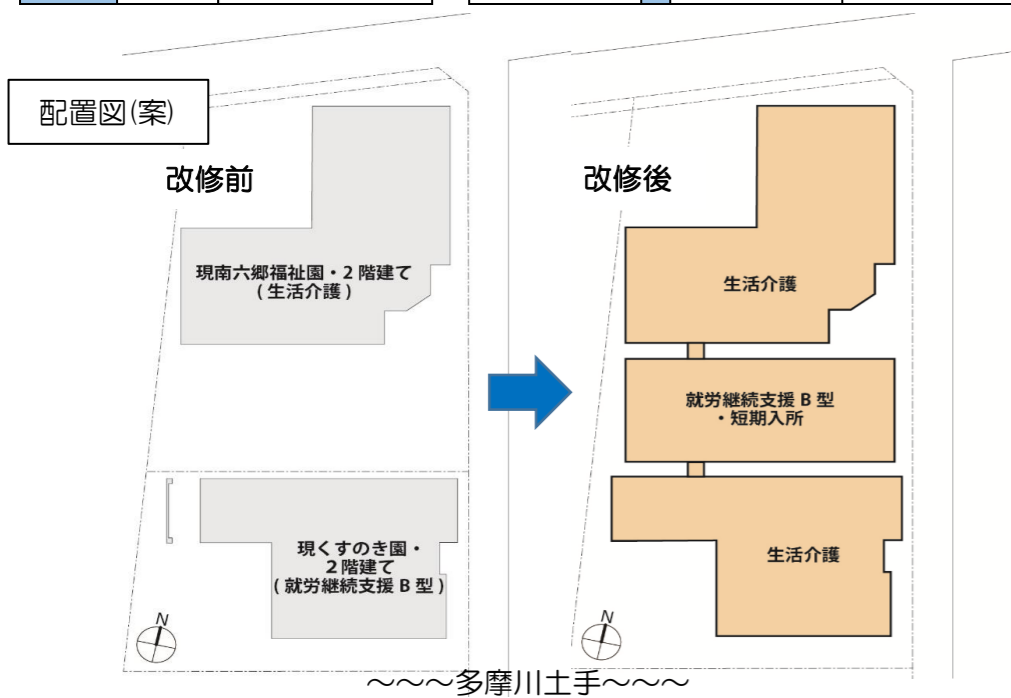 配置図(案)
改修前
現南六郷福祉園・2 階建て
( 生活介護 )
現くすのき園・
2 階建て
( 就労継続支援 B 型 )
N
改修後
生活介護
就労継続支援 B 型
・短期入所
生活介護
N
～～～多摩川土手～～～